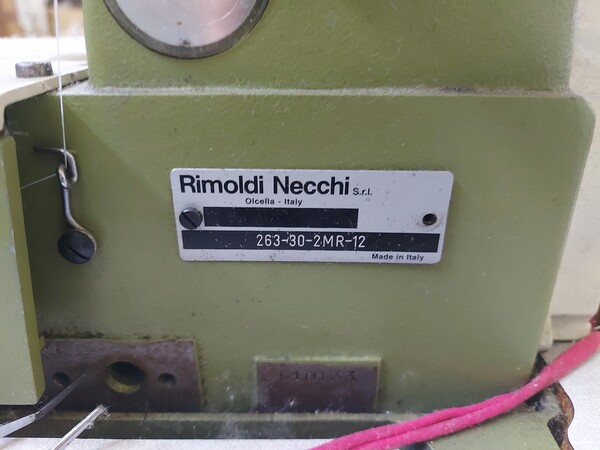 Rimoldi Necchi S.r.l.
Olcella - Italy
263-30-2MR-12
Made in Italy